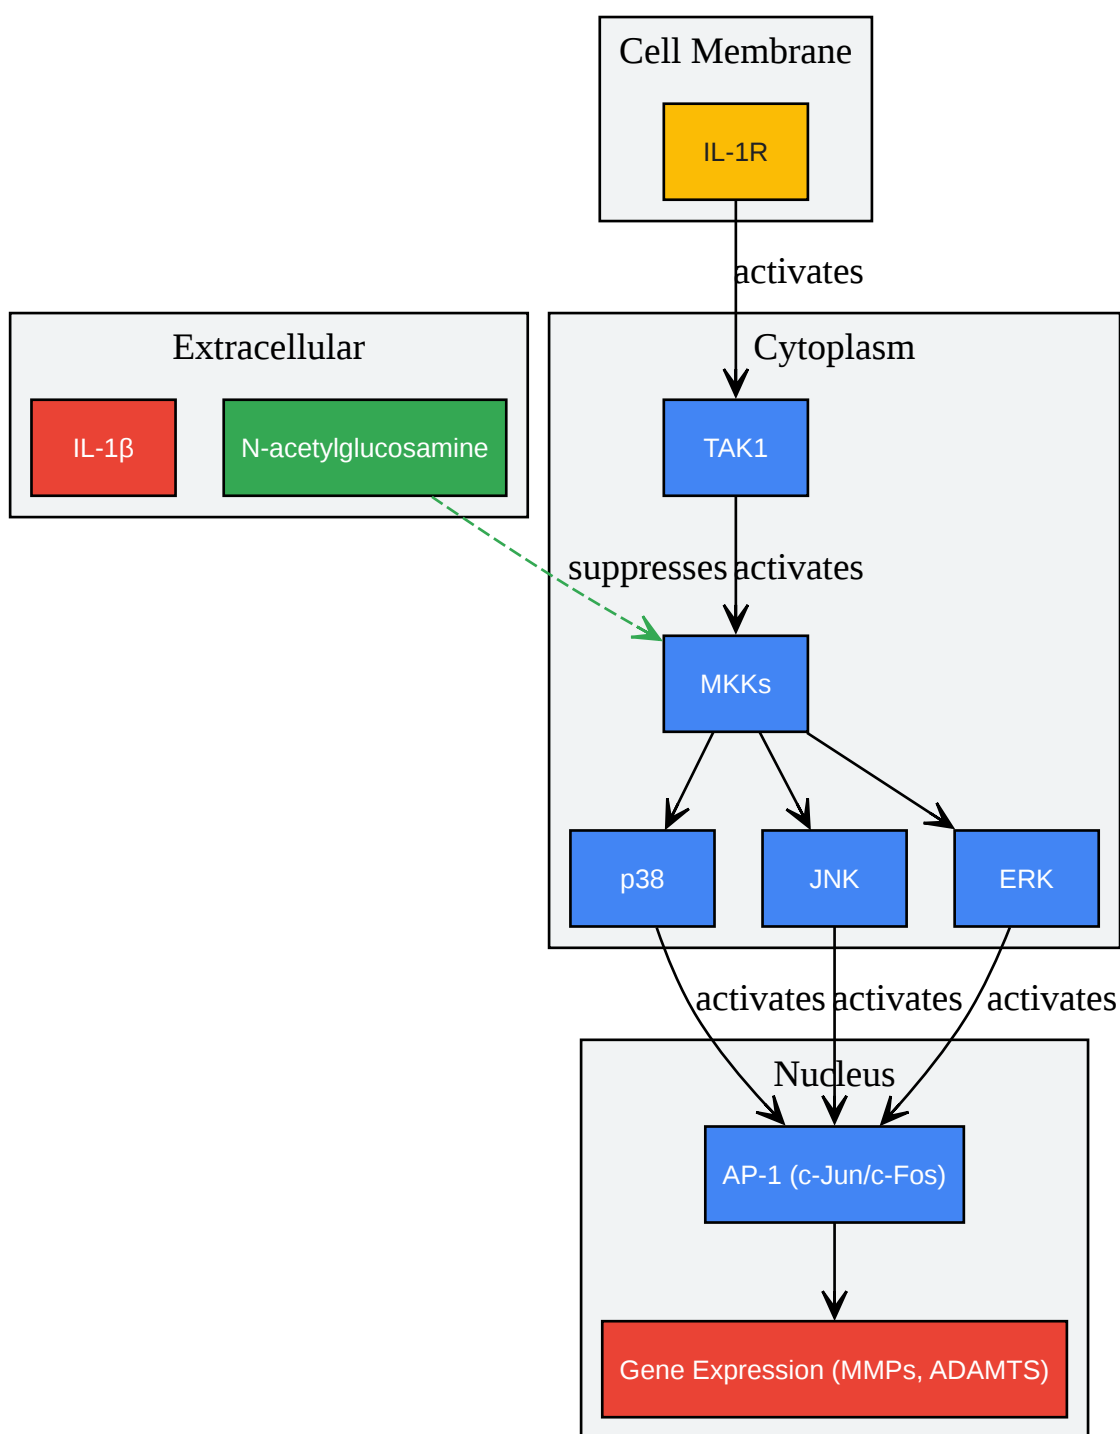 Cell Membrane
IL-1R
activates
Extracellular
Cytoplasm
IL-1β
N-acetylglucosamine
TAK1
suppresses
activates
MKKs
p38
JNK
ERK
activates
activates
activates
Nucleus
AP-1 (c-Jun/c-Fos)
Gene Expression (MMPs, ADAMTS)